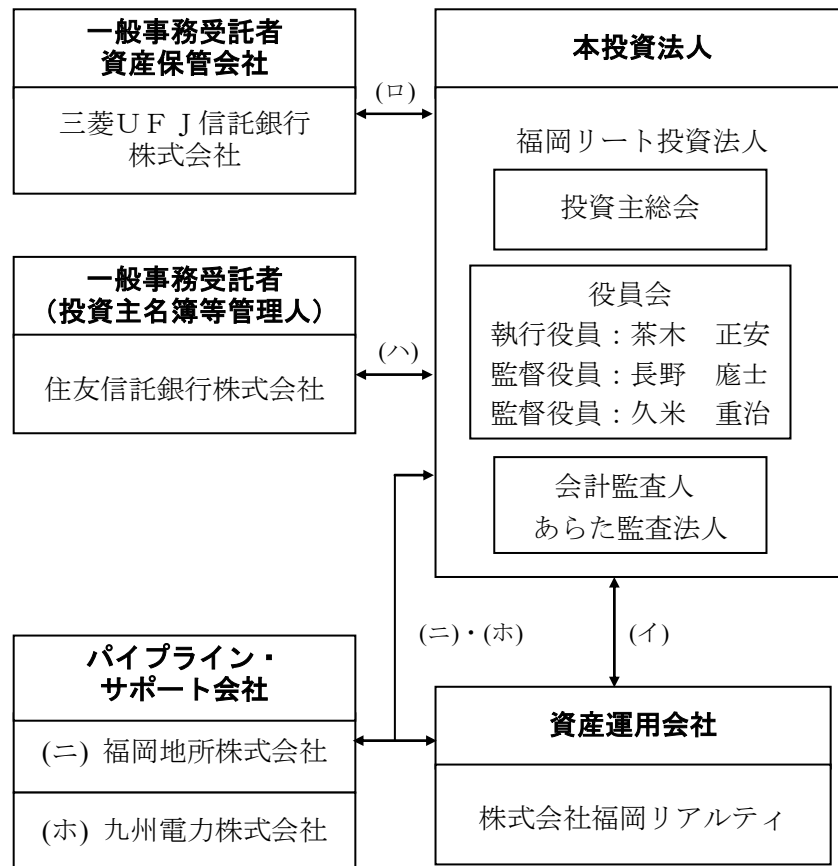 一般事務受託者
資産保管会社
三菱ＵＦＪ信託銀行
株式会社
(ロ)
本投資法人
福岡リート投資法人
投資主総会
役員会
執行役員：茶木　正安
監督役員：長野　庬士
監督役員：久米　重治
会計監査人
あらた監査法人
一般事務受託者
（投資主名簿等管理人）
住友信託銀行株式会社
(ハ)
(ニ)・(ホ)
(イ)
パイプライン・
サポート会社
(ニ) 福岡地所株式会社
(ホ) 九州電力株式会社
資産運用会社
株式会社福岡リアルティ